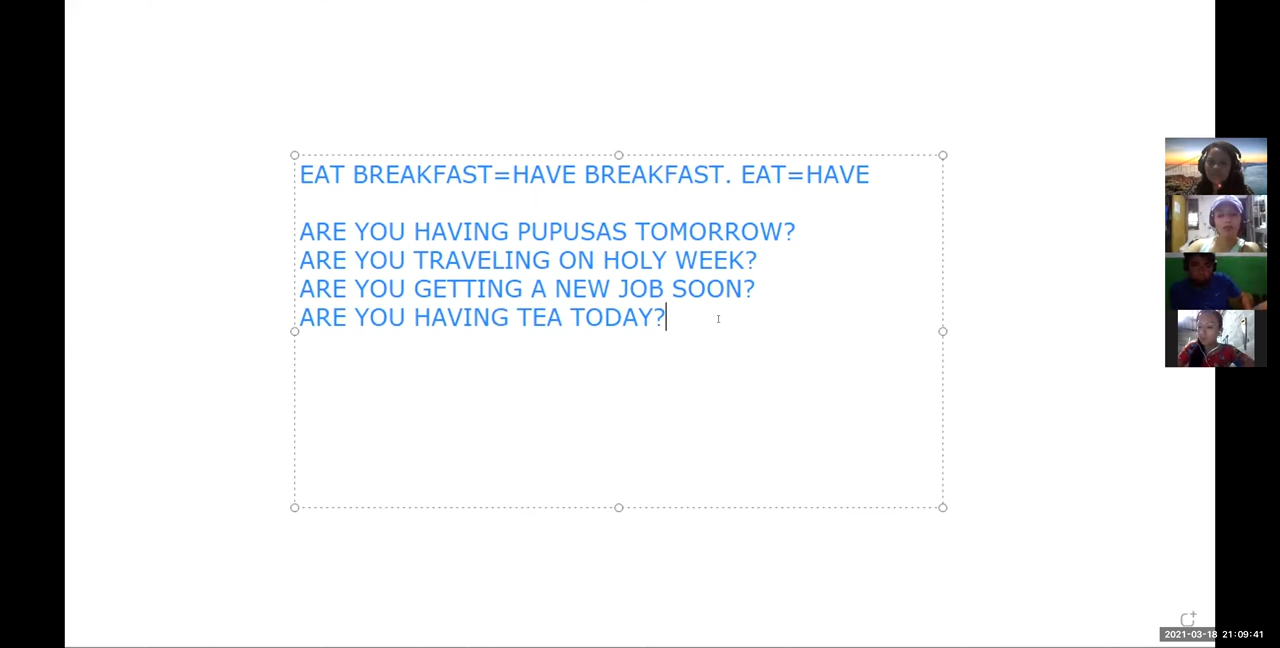 EAT BREAKFAST=HAVE BREAKFAST. EAT=HAVE
ARE YOU HAVING PUPUSAS TOMORROW?
ARE YOU TRAVELING ON HOLY WEEK?
ARE YOU GETTING A NEW JOB SOON?
ARE YOU HAVING TEA TODAY?
2021-03-18 21:09:41